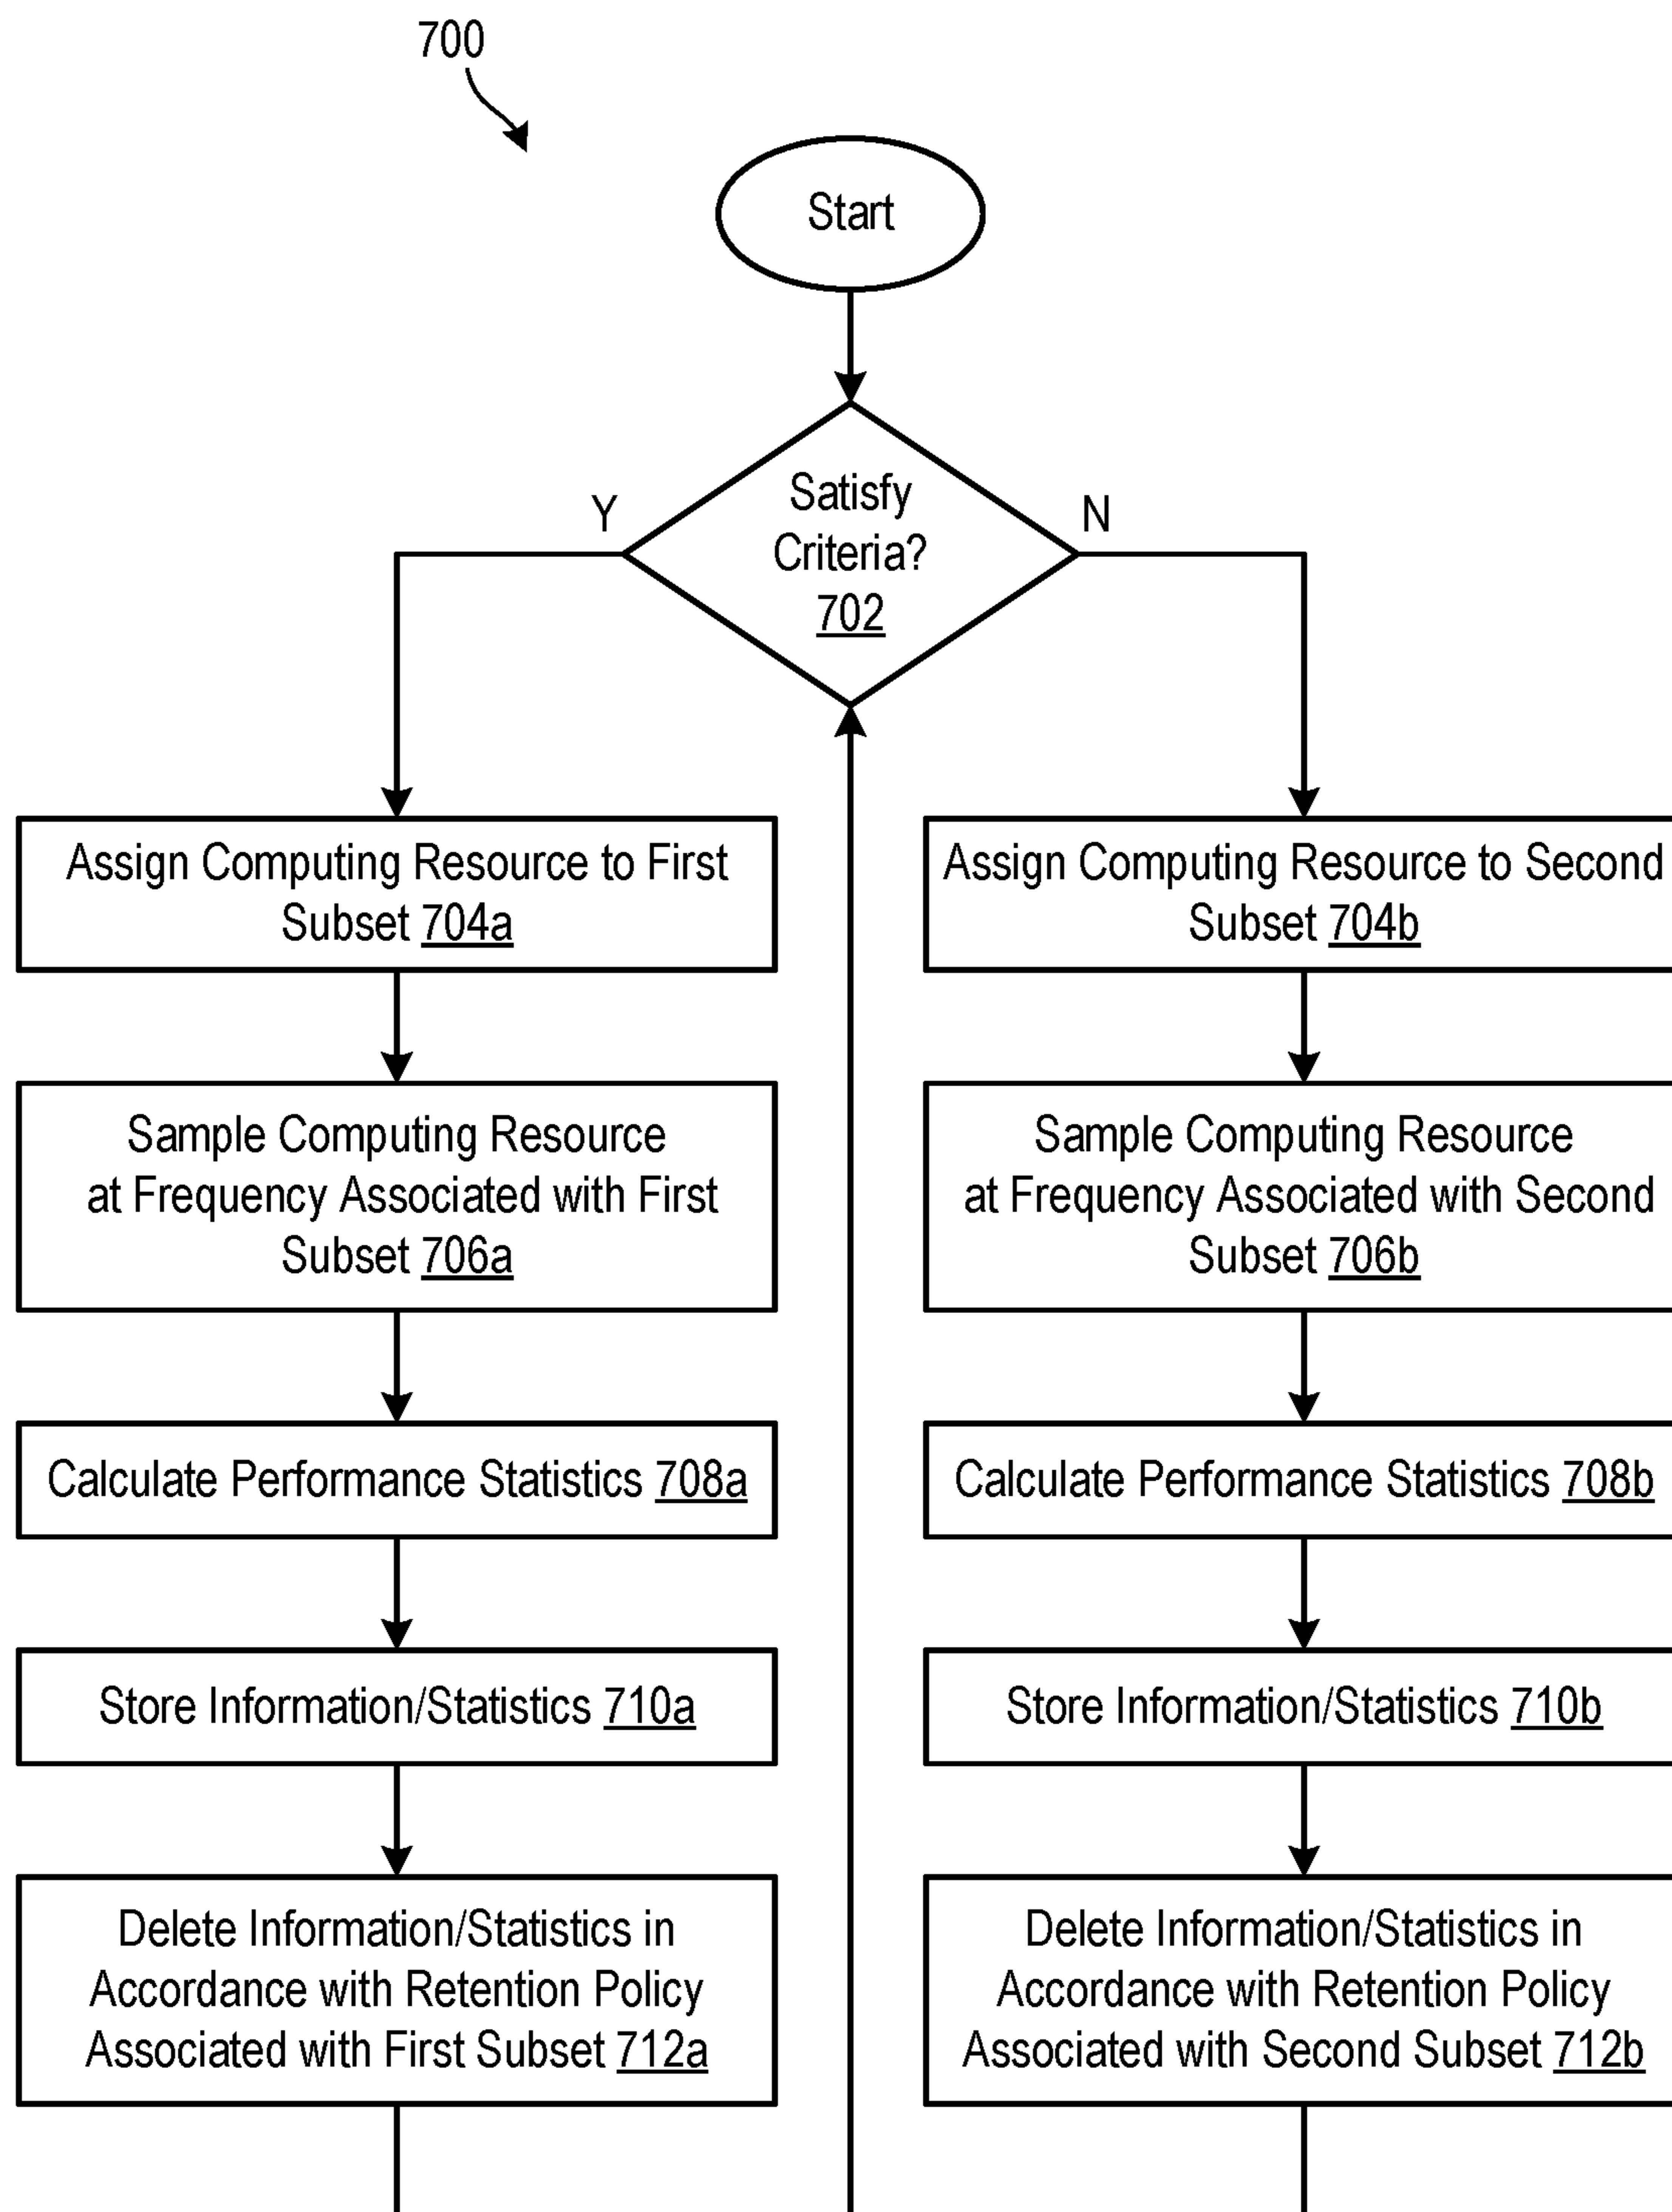 700
Start
Satisfy
Criteria?
702
Y
N
Assign Computing Resource to First
Subset 704a
Sample Computing Resource
at Frequency Associated with First
Subset 706a
Calculate Performance Statistics 708a
Store Information/Statistics 710a
Delete Information/Statistics in
Accordance with Retention Policy
Associated with First Subset 712a
Assign Computing Resource to Second
Subset 704b
Sample Computing Resource
at Frequency Associated with Second
Subset 706b
Calculate Performance Statistics 708b
Store Information/Statistics 710b
Delete Information/Statistics in
Accordance with Retention Policy
Associated with Second Subset 712b